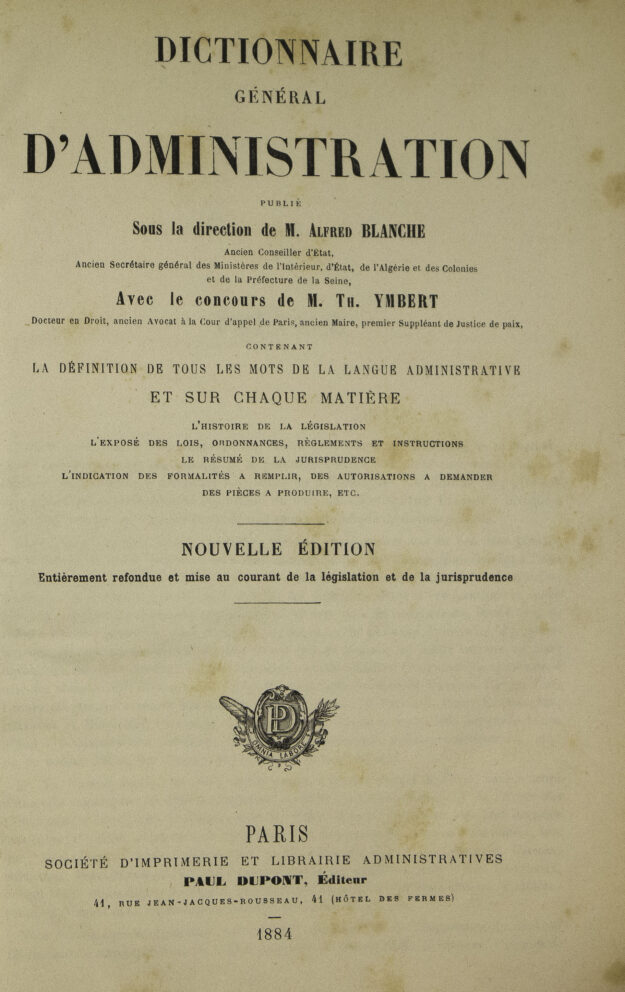 DICTIONNAIRE
GÉNÉRAL
D'ADMINISTRATION
PUBLIÉ
Sous la direction de M. ALFRED BLANCHE
Ancien Conseiller d'État,
Ancien Secrétaire général des Ministères de l'Intérieur, d'État, de l'Algérie et des Colonies
et de la Préfecture de la Seine,
Avec le concours de M. TH. YMBERT
Docteur en Droit, ancien Avocat à la Cour d'appel de Paris, ancien Maire, premier Suppléant de Justice de paix,
CONTENANT
LA DÉFINITION DE TOUS LES MOTS DE LA LANGUE ADMINISTRATIVE
ET SUR CHAQUE MATIÈRE
L'HISTOIRE DE LA LÉGISLATION
L'EXPOSÉ DES LOIS, ORDONNANCES, RÈGLEMENTS ET INSTRUCTIONS
LE RÉSUMÉ DE LA JURISPRUDENCE
L'INDICATION DES FORMALITÉS A REMPLIR, DES AUTORISATIONS A DEMANDER
DES PIÈCES A PRODUIRE, ETC.
NOUVELLE ÉDITION
Entièrement refondue et mise au courant de la législation et de la jurisprudence
PD
OMNIA LABORE
PARIS
SOCIÉTÉ D'IMPRIMERIE ET LIBRAIRIE ADMINISTRATIVES
PAUL DUPONT, Éditeur
41, RUE JEAN-JACQUES-ROUSSEAU, 41 (HÔTEL DES FERMES)
1884